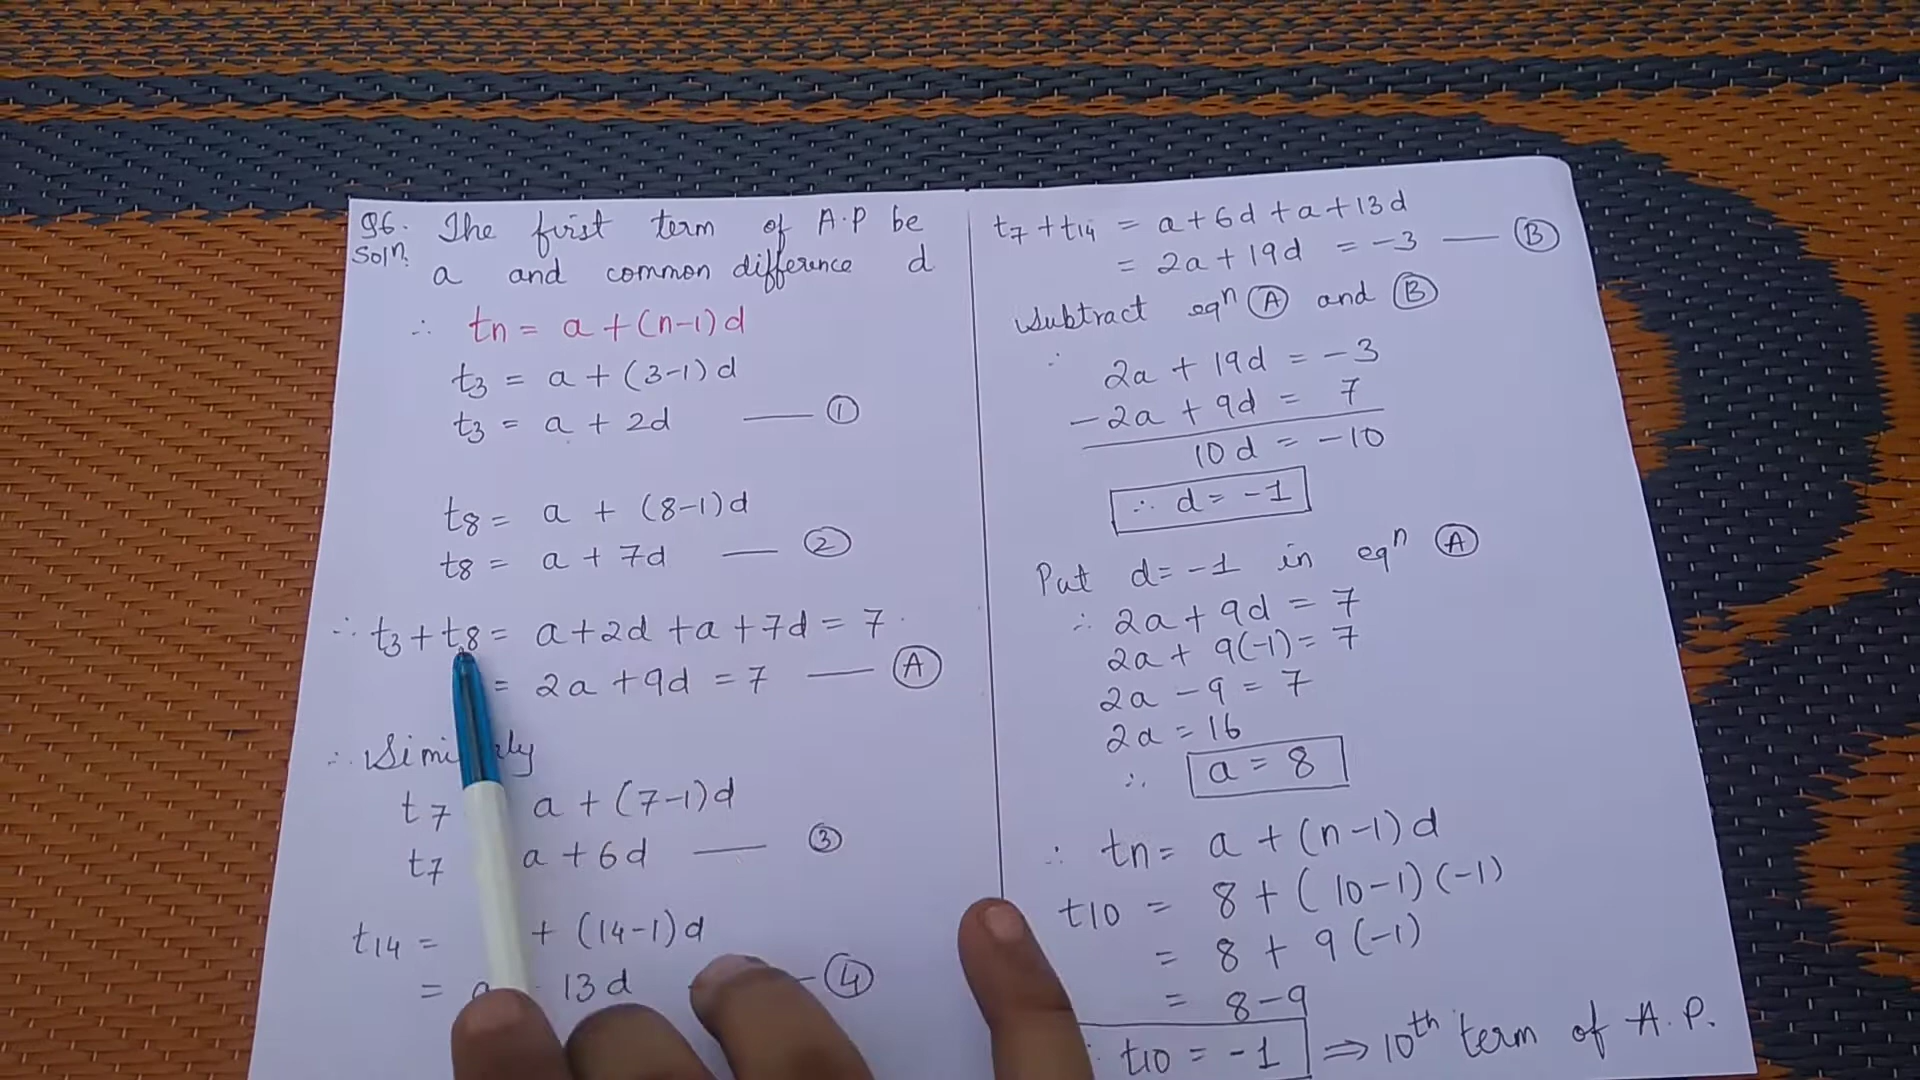 Q6. The first term of A.P be
Soln. a and common difference d
∴ tn = a + (n-1)d
t3 = a + (3-1)d
t3 = a + 2d —— ①
t8 = a + (8-1)d
t8 = a + 7d —— ②
∴ t3 + t8 = a + 2d + a + 7d = 7
= 2a + 9d = 7 —— Ⓐ
∴
t7 a + (7-1)d
t7 a + 6d —— ③
t14 = + (14-1)d
= 13d —④
t7 + t14 = a + 6d + a + 13d
= 2a + 19d = -3 —— Ⓑ
Subtract eqn Ⓐ and Ⓑ
∴ 2a + 19d = -3
-2a + 9d = 7
10d = -10
∴ d = -1
Put d = -1 in eqn Ⓐ
∴ 2a + 9d = 7
2a + 9(-1) = 7
2a - 9 = 7
2a = 16
∴ a = 8
∴ tn = a + (n-1)d
t10 = 8 + (10-1)(-1)
= 8 + 9(-1)
= 8-9
t10 = -1 ⇒ 10th term of A.P.